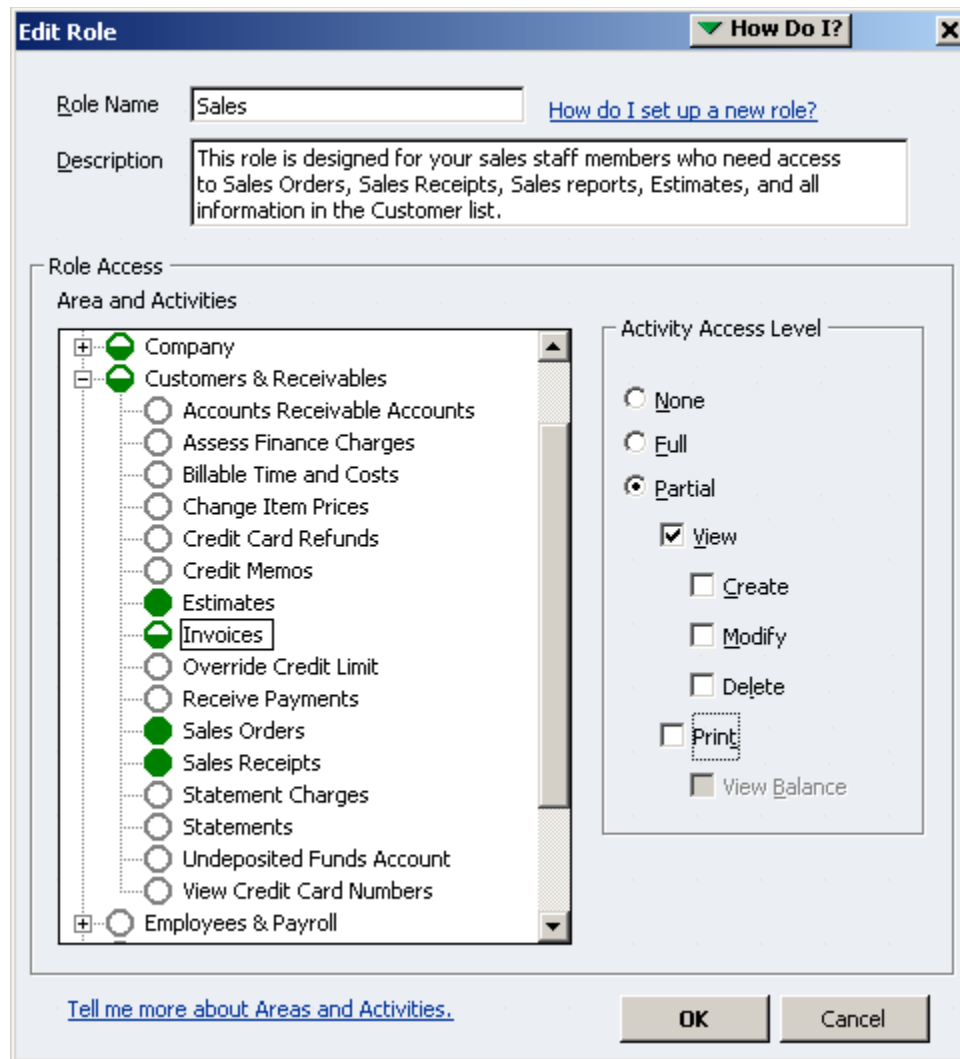 Edit Role
How Do I?
Role Name
Sales
How do I set up a new role?
Description
This role is designed for your sales staff members who need access
to Sales Orders, Sales Receipts, Sales reports, Estimates, and all
information in the Customer list.
Role Access
Area and Activities
Company
Customers & Receivables
Accounts Receivable Accounts
Assess Finance Charges
Billable Time and Costs
Change Item Prices
Credit Card Refunds
Credit Memos
Estimates
Invoices
Override Credit Limit
Receive Payments
Sales Orders
Sales Receipts
Statement Charges
Statements
Undeposited Funds Account
View Credit Card Numbers
Employees & Payroll
Activity Access Level
None
Full
Partial
View
Create
Modify
Delete
Print
View Balance
Tell me more about Areas and Activities.
OK
Cancel